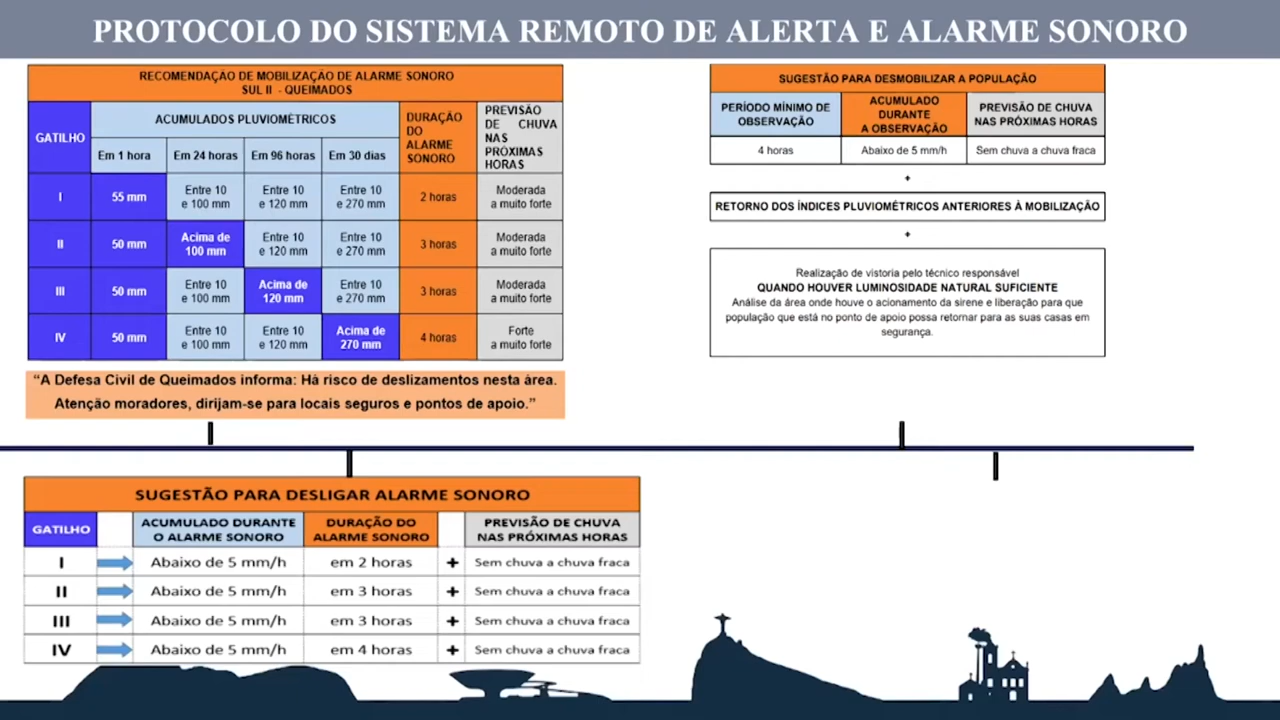 PROTOCOLO DO SISTEMA REMOTO DE ALERTA E ALARME SONORO
RECOMENDAÇÃO DE MOBILIZAÇÃO DE ALARME SONORO
SUL II - QUEIMADOS
GATILHO
ACUMULADOS PLUVIOMÉTRICOS
DURAÇÃO
DO
ALARME
SONORO
PREVISÃO
DE CHUVA
NAS
PRÓXIMAS
HORAS
Em 1 hora
Em 24 horas
Em 96 horas
Em 30 dias
I
55 mm
Entre 10
e 100 mm
Entre 10
e 120 mm
Entre 10
e 270 mm
2 horas
Moderada
a muito forte
II
50 mm
Acima de
100 mm
Entre 10
e 120 mm
Entre 10
e 270 mm
3 horas
Moderada
a muito forte
III
50 mm
Entre 10
e 100 mm
Acima de
120 mm
Entre 10
e 270 mm
3 horas
Moderada
a muito forte
IV
50 mm
Entre 10
e 100 mm
Entre 10
e 120 mm
Acima de
270 mm
4 horas
Forte
a muito forte
“A Defesa Civil de Queimados informa: Há risco de deslizamentos nesta área.
Atenção moradores, dirijam-se para locais seguros e pontos de apoio.”
SUGESTÃO PARA DESMOBILIZAR A POPULAÇÃO
PERÍODO MÍNIMO DE
OBSERVAÇÃO
ACUMULADO
DURANTE
A OBSERVAÇÃO
PREVISÃO DE CHUVA
NAS PRÓXIMAS HORAS
4 horas
Abaixo de 5 mm/h
Sem chuva a chuva fraca
+
RETORNO DOS ÍNDICES PLUVIOMÉTRICOS ANTERIORES À MOBILIZAÇÃO
+
Realização de vistoria pelo técnico responsável
QUANDO HOUVER LUMINOSIDADE NATURAL SUFICIENTE
Análise da área onde houve o acionamento da sirene e liberação para que
população que está no ponto de apoio possa retornar para as suas casas em
segurança.
SUGESTÃO PARA DESLIGAR ALARME SONORO
GATILHO
ACUMULADO DURANTE
O ALARME SONORO
DURAÇÃO DO
ALARME SONORO
PREVISÃO DE CHUVA
NAS PRÓXIMAS HORAS
I
Abaixo de 5 mm/h
em 2 horas
+
Sem chuva a chuva fraca
II
Abaixo de 5 mm/h
em 3 horas
+
Sem chuva a chuva fraca
III
Abaixo de 5 mm/h
em 3 horas
+
Sem chuva a chuva fraca
IV
Abaixo de 5 mm/h
em 4 horas
+
Sem chuva a chuva fraca